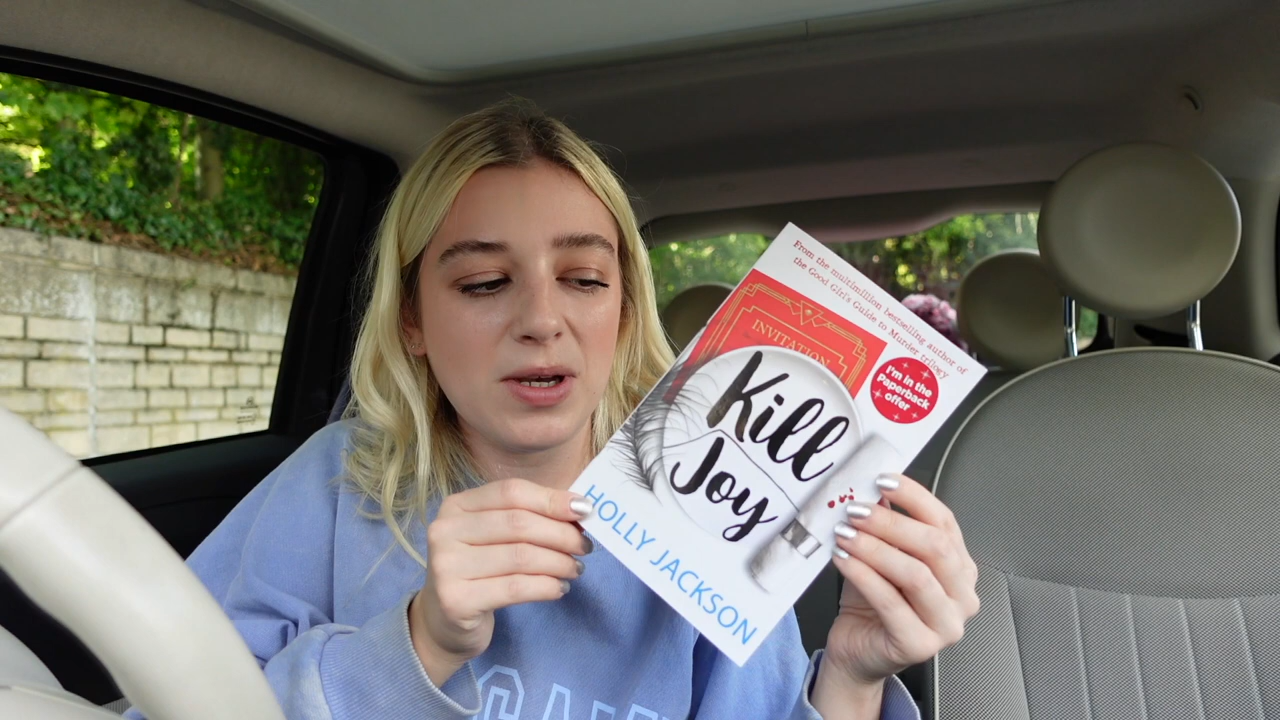 From the multimillion bestselling author of
the Good Girl's Guide to Murder trilogy
INVITATION
I'm in the
Paperback
offer
Kill
Joy
HOLLY JACKSON